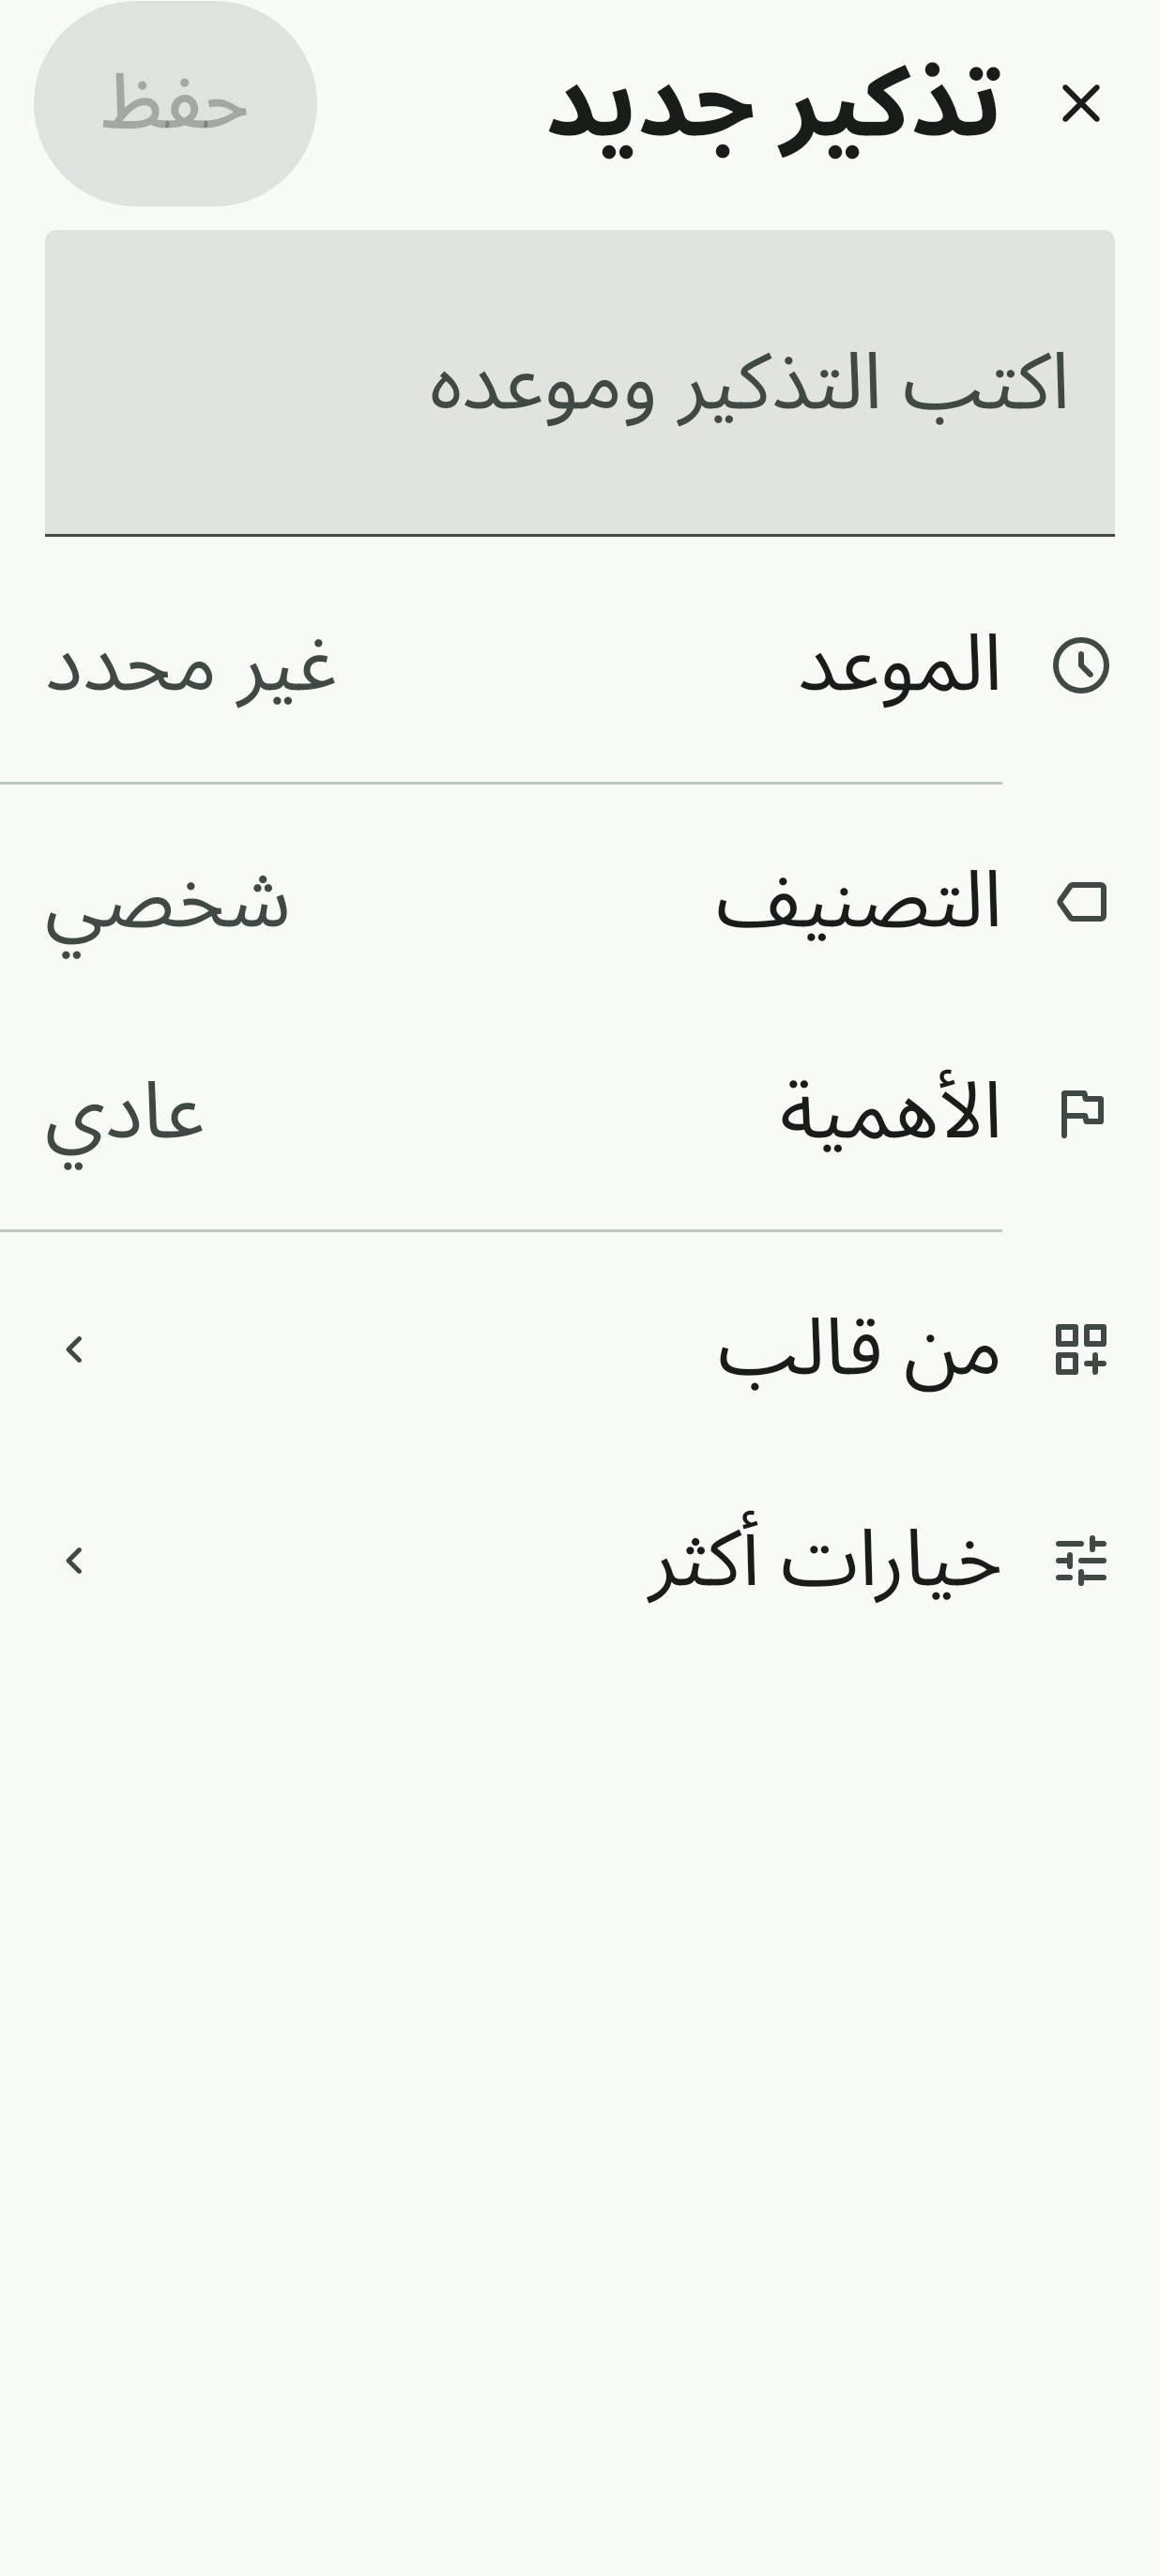 تذكير جديد
حفظ
اكتب التذكير وموعده
الموعد
غير محدد
التصنيف
شخصي
الأهمية
عادي
من قالب
خيارات أكثر